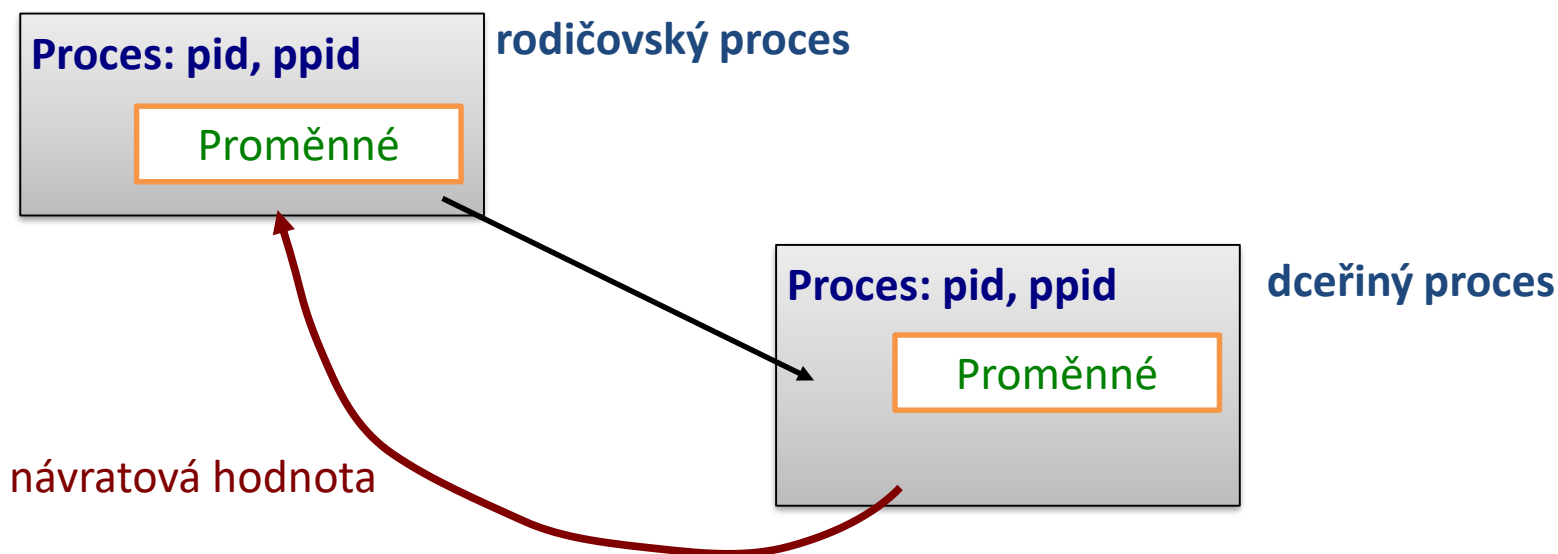 Proces: pid, ppid
rodičovský proces
Proměnné
Proces: pid, ppid
dceřiný proces
Proměnné
návratová hodnota